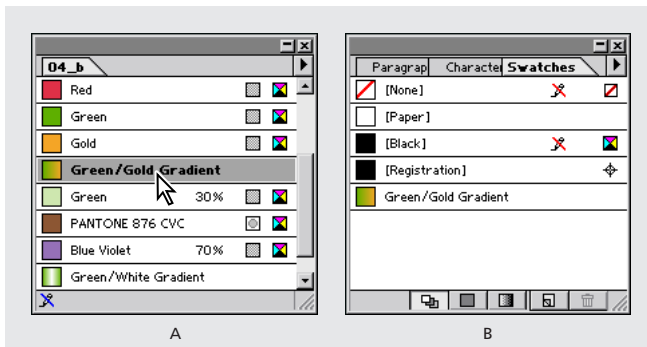 04_b
Red
Green
Gold
Green/Gold Gradient
Green 30%
PANTONE 876 CVC
Blue Violet 70%
Green/White Gradient
A
Paragrap Character Swatches
[None]
[Paper]
[Black]
[Registration]
Green/Gold Gradient
B